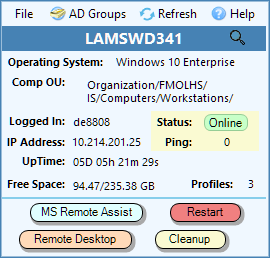 File AD Groups Refresh Help
LAMSWD341
Operating System: Windows 10 Enterprise
Comp OU: Organization/FMOLHS/
IS/Computers/Workstations/
Logged In: de8808 Status: Online
IP Address: 10.214.201.25 Ping: 0
UpTime: 05D 05h 21m 29s
Free Space: 94.47/235.38 GB Profiles: 3
MS Remote Assist Restart
Remote Desktop Cleanup